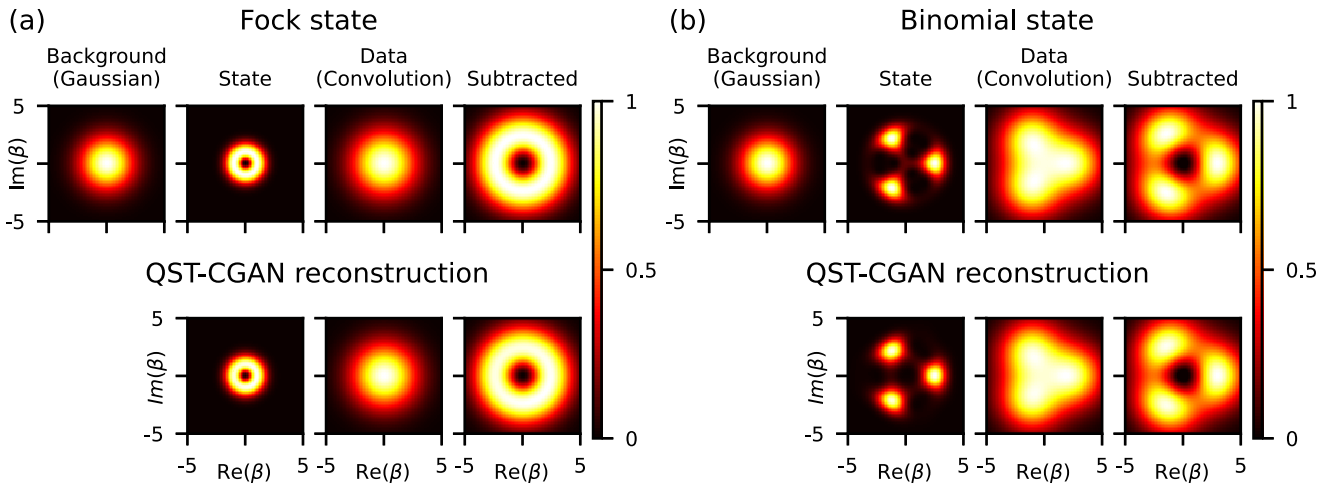 (a) Fock state
Background
(Gaussian)
State
Data
(Convolution)
Subtracted
5
Im(β)
-5
1
0.5
0
QST-CGAN reconstruction
5
Im(β)
-5
-5 Re(β) 5
-5 Re(β) 5
-5 Re(β) 5
(b) Binomial state
Background
(Gaussian)
State
Data
(Convolution)
Subtracted
5
Im(β)
-5
1
0.5
0
QST-CGAN reconstruction
5
Im(β)
-5
-5 Re(β) 5
-5 Re(β) 5
-5 Re(β) 5